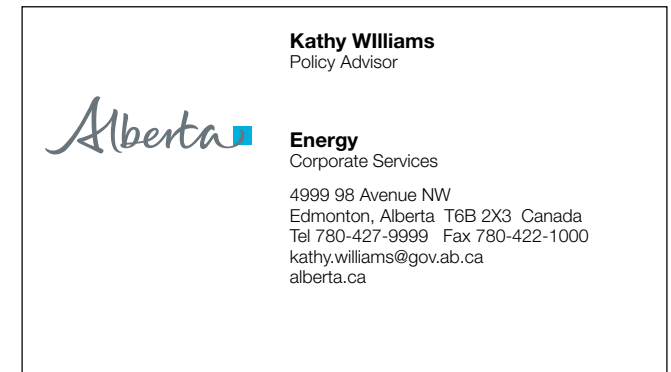 Kathy WIlliams
Policy Advisor
Alberta
Energy
Corporate Services
4999 98 Avenue NW
Edmonton, Alberta  T6B 2X3  Canada
Tel 780-427-9999   Fax 780-422-1000
kathy.williams@gov.ab.ca
alberta.ca